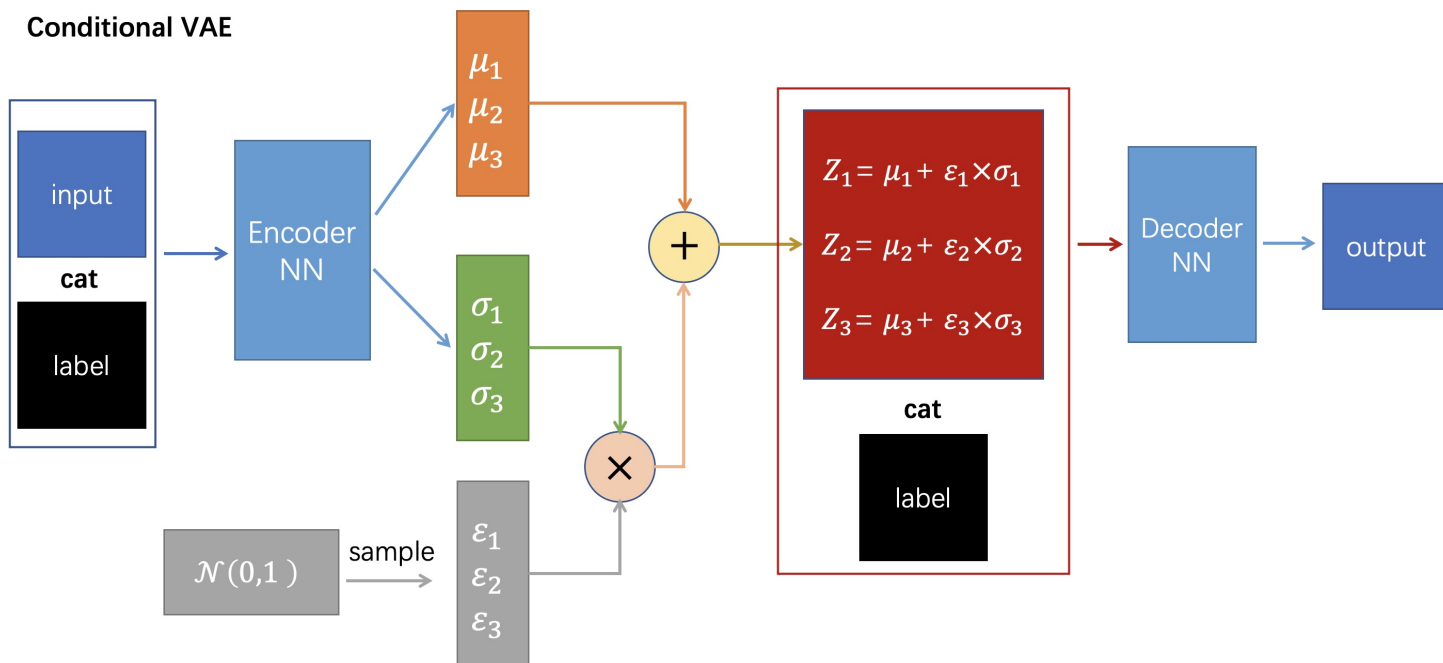 Conditional VAE
input
cat
label
Encoder
NN
μ₁
μ₂
μ₃
σ₁
σ₂
σ₃
𝒩(0,1 )
sample
ε₁
ε₂
ε₃
+
×
Z₁= μ₁+ ε₁×σ₁
Z₂= μ₂+ ε₂×σ₂
Z₃= μ₃+ ε₃×σ₃
cat
label
Decoder
NN
output